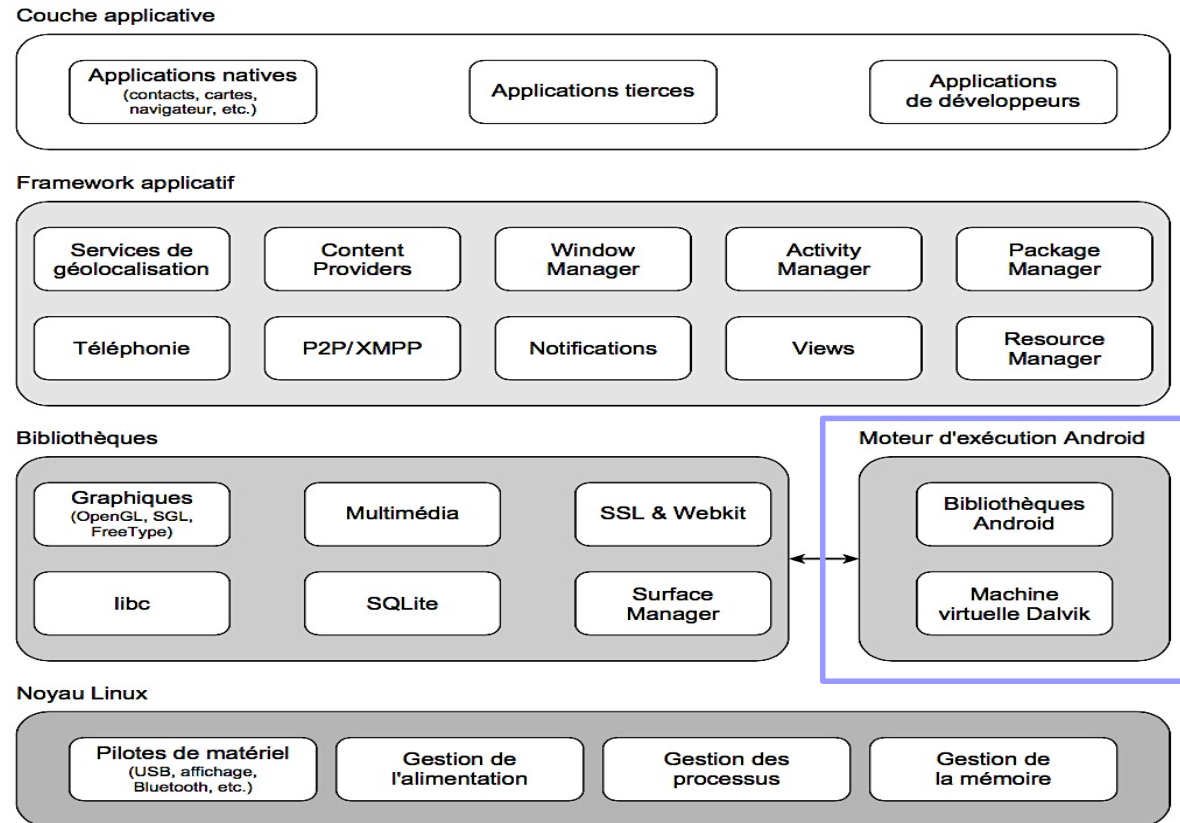 Couche applicative
Applications natives
(contacts, cartes,
navigateur, etc.)
Applications tierces
Applications
de développeurs
Framework applicatif
Services de
géolocalisation
Content
Providers
Window
Manager
Activity
Manager
Package
Manager
Téléphonie
P2P/XMPP
Notifications
Views
Resource
Manager
Bibliothèques
Graphiques
(OpenGL, SGL,
FreeType)
Multimédia
SSL & Webkit
libc
SQLite
Surface
Manager
Moteur d'exécution Android
Bibliothèques
Android
Machine
virtuelle Dalvik
Noyau Linux
Pilotes de matériel
(USB, affichage,
Bluetooth, etc.)
Gestion de
l'alimentation
Gestion des
processus
Gestion de
la mémoire